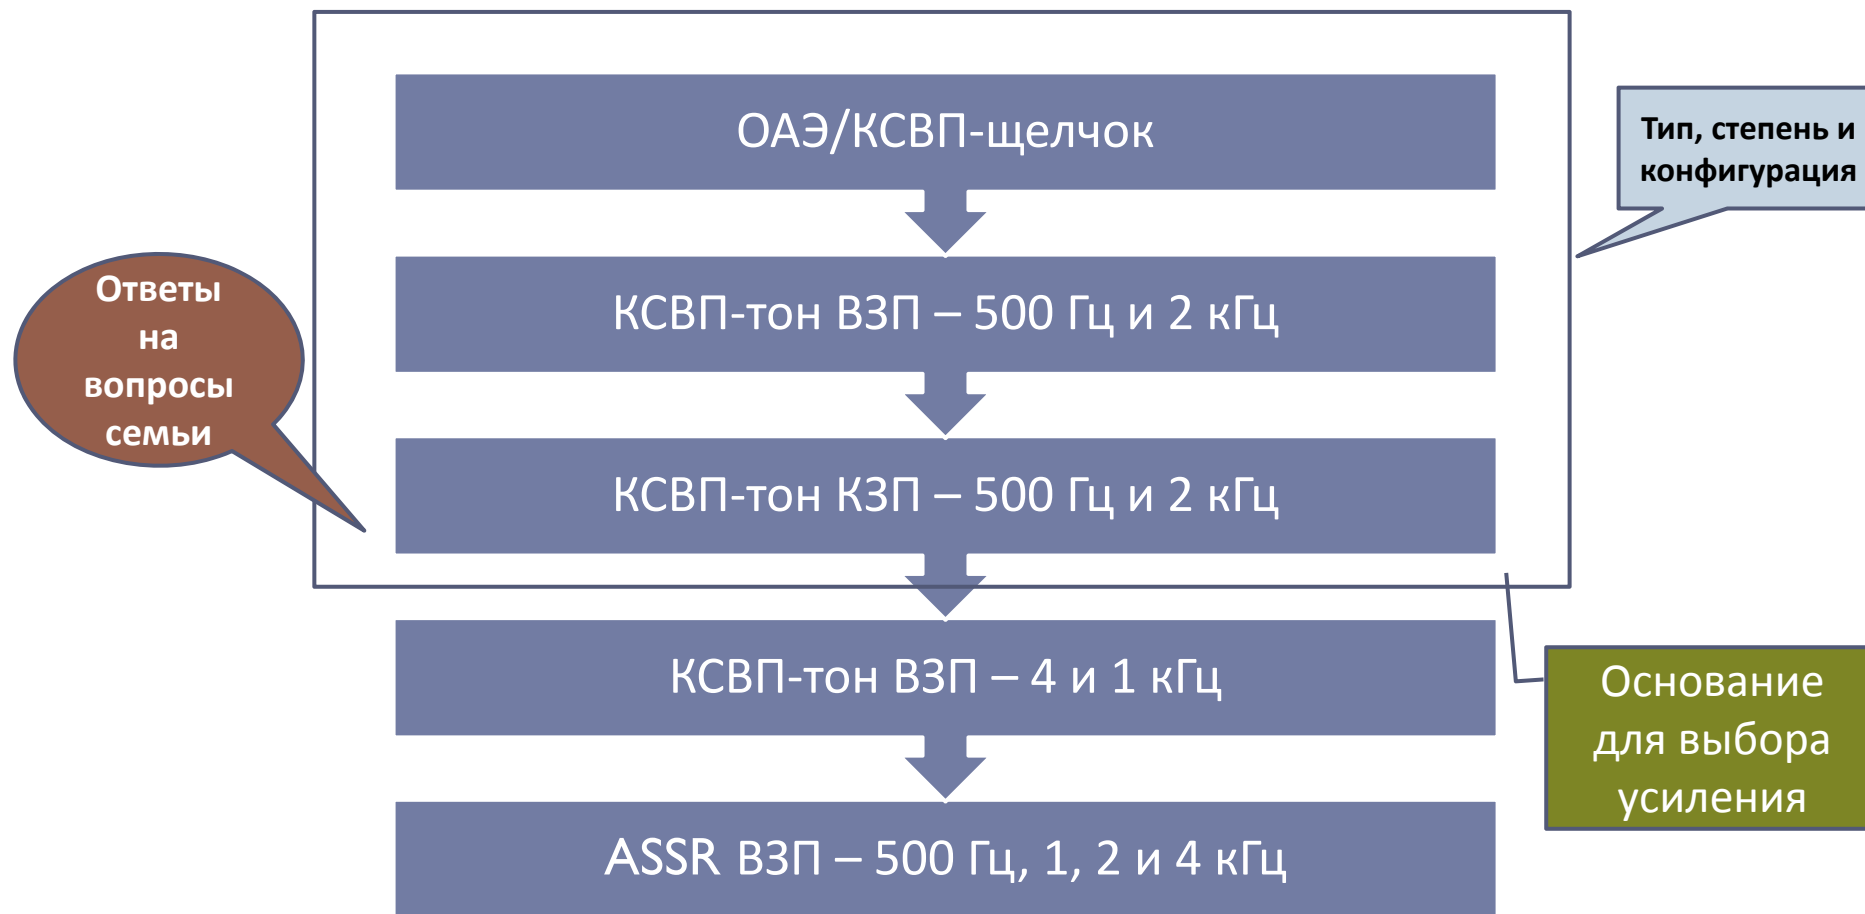 ОАЭ/КСВП-щелчок
Тип, степень и
конфигурация
КСВП-тон ВЗП – 500 Гц и 2 кГц
Ответы
на
вопросы
семьи
КСВП-тон КЗП – 500 Гц и 2 кГц
КСВП-тон ВЗП – 4 и 1 кГц
Основание
для выбора
усиления
ASSR ВЗП – 500 Гц, 1, 2 и 4 кГц